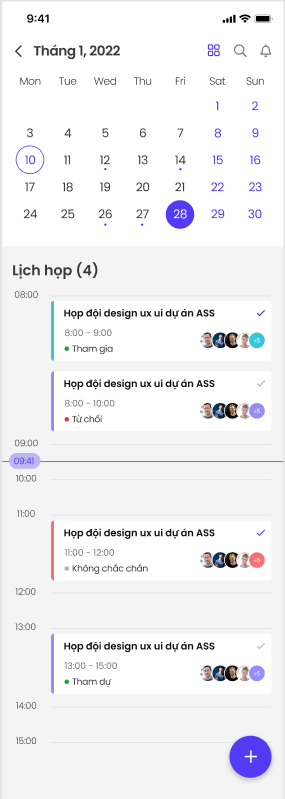 9:41
Tháng 1, 2022
Mon Tue Wed Thu Fri Sat Sun
1 2
3 4 5 6 7 8 9
10 11 12 13 14 15 16
17 18 19 20 21 22 23
24 25 26 27 28 29 30
Lịch họp (4)
08:00
Họp đội design ux ui dự án ASS
8:00 - 9:00
+5
Tham gia
Họp đội design ux ui dự án ASS
8:00 - 10:00
+5
Từ chối
09:00
09:41
10:00
11:00
Họp đội design ux ui dự án ASS
11:00 - 12:00
+5
Không chắc chắn
12:00
13:00
Họp đội design ux ui dự án ASS
13:00 - 15:00
+5
Tham dự
14:00
15:00